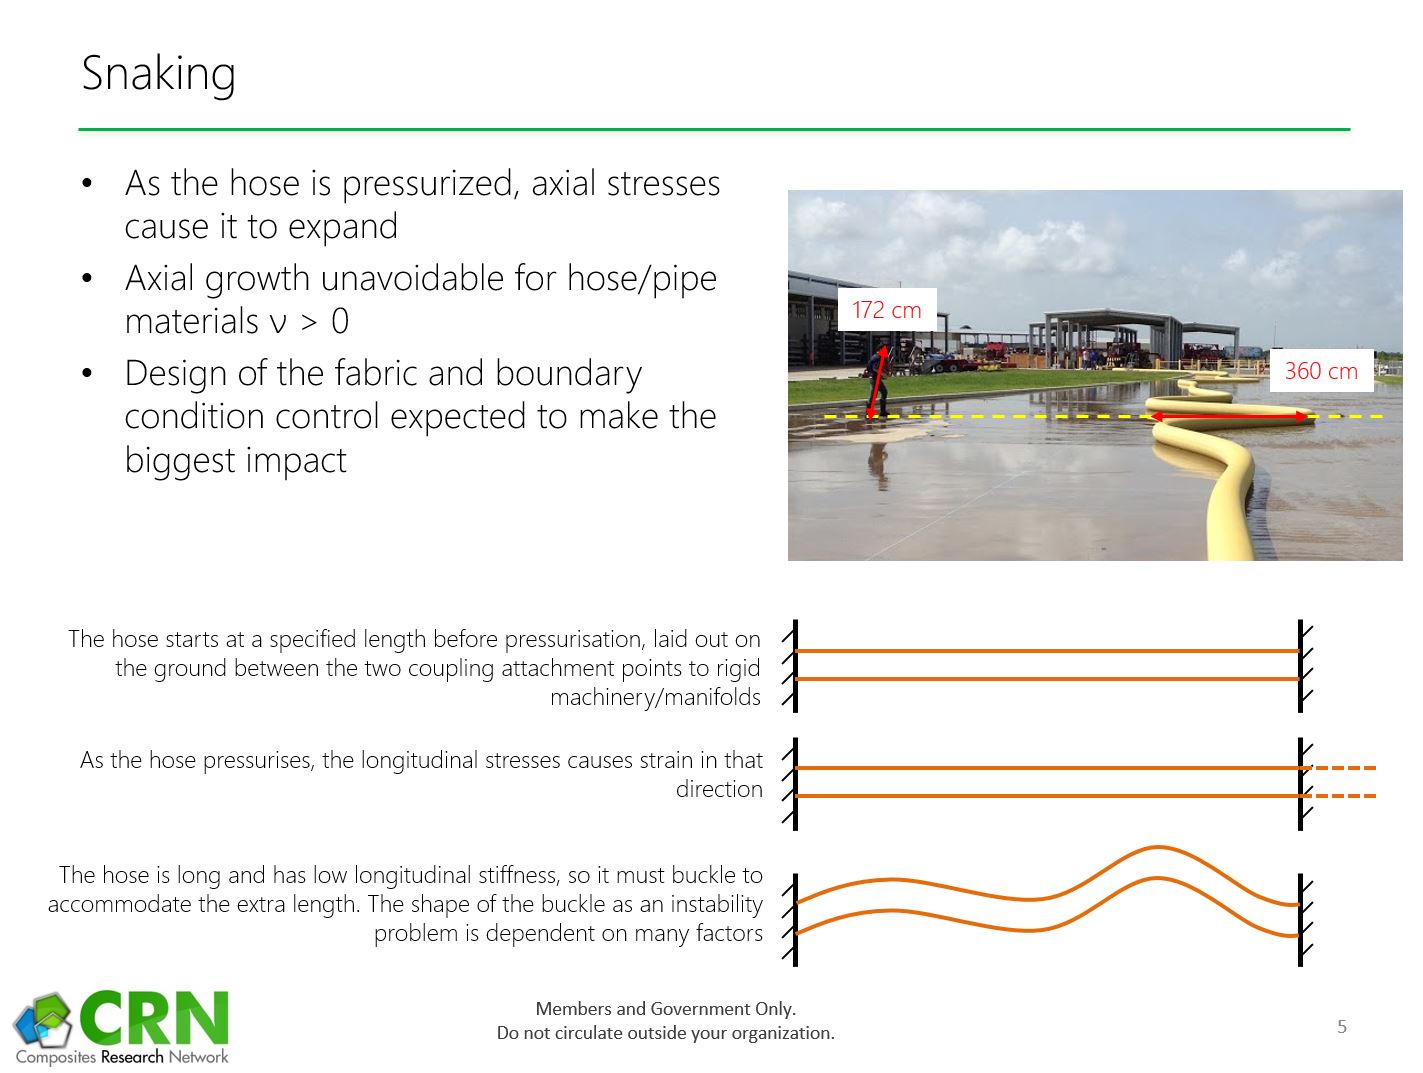 Snaking
• As the hose is pressurized, axial stresses
cause it to expand
• Axial growth unavoidable for hose/pipe
materials ν > 0
• Design of the fabric and boundary
condition control expected to make the
biggest impact
172 cm
360 cm
The hose starts at a specified length before pressurisation, laid out on
the ground between the two coupling attachment points to rigid
machinery/manifolds
As the hose pressurises, the longitudinal stresses causes strain in that
direction
The hose is long and has low longitudinal stiffness, so it must buckle to
accommodate the extra length. The shape of the buckle as an instability
problem is dependent on many factors
CRN
Composites Research Network
Members and Government Only.
Do not circulate outside your organization.
5